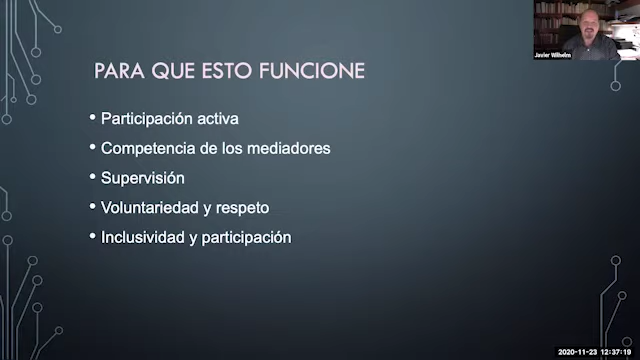 Javier Wilhelm
PARA QUE ESTO FUNCIONE
• Participación activa
• Competencia de los mediadores
• Supervisión
• Voluntariedad y respeto
• Inclusividad y participación
2020-11-23 12:37:19